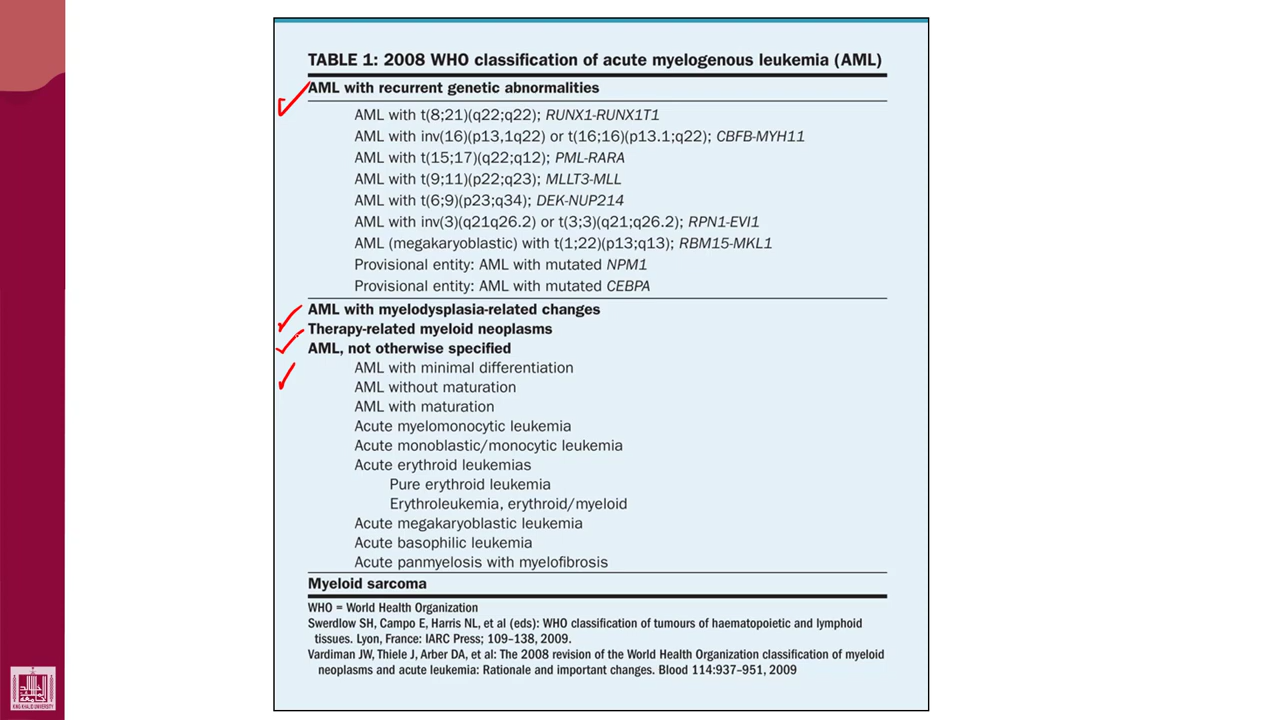 TABLE 1: 2008 WHO classification of acute myelogenous leukemia (AML)
AML with recurrent genetic abnormalities
AML with t(8;21)(q22;q22); RUNX1-RUNX1T1
AML with inv(16)(p13,1q22) or t(16;16)(p13.1;q22); CBFB-MYH11
AML with t(15;17)(q22;q12); PML-RARA
AML with t(9;11)(p22;q23); MLLT3-MLL
AML with t(6;9)(p23;q34); DEK-NUP214
AML with inv(3)(q21q26.2) or t(3;3)(q21;q26.2); RPN1-EVI1
AML (megakaryoblastic) with t(1;22)(p13;q13); RBM15-MKL1
Provisional entity: AML with mutated NPM1
Provisional entity: AML with mutated CEBPA
AML with myelodysplasia-related changes
Therapy-related myeloid neoplasms
AML, not otherwise specified
AML with minimal differentiation
AML without maturation
AML with maturation
Acute myelomonocytic leukemia
Acute monoblastic/monocytic leukemia
Acute erythroid leukemias
Pure erythroid leukemia
Erythroleukemia, erythroid/myeloid
Acute megakaryoblastic leukemia
Acute basophilic leukemia
Acute panmyelosis with myelofibrosis
Myeloid sarcoma
WHO = World Health Organization
Swerdlow SH, Campo E, Harris NL, et al (eds): WHO classification of tumours of haematopoietic and lymphoid
tissues. Lyon, France: IARC Press; 109–138, 2009.
Vardiman JW, Thiele J, Arber DA, et al: The 2008 revision of the World Health Organization classification of myeloid
neoplasms and acute leukemia: Rationale and important changes. Blood 114:937–951, 2009
KING KHALID UNIVERSITY